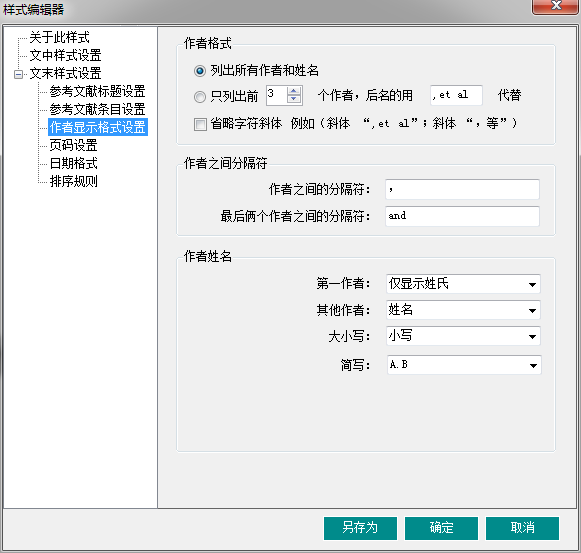 样式编辑器
关于此样式
文中样式设置
文末样式设置
参考文献标题设置
参考文献条目设置
作者显示格式设置
页码设置
日期格式
排序规则
作者格式
列出所有作者和姓名
只列出前 3 个作者，后名的用 ,et al 代替
省略字符斜体 例如（斜体 “,et al”；斜体 “，等”）
作者之间分隔符
作者之间的分隔符： ，
最后两个作者之间的分隔符： and
作者姓名
第一作者： 仅显示姓氏
其他作者： 姓名
大小写： 小写
简写： A.B
另存为 确定 取消